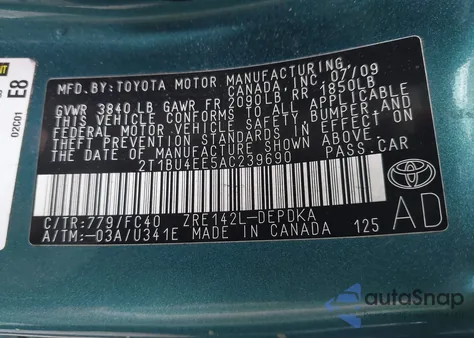 E8
02C01
MFD.BY:TOYOTA MOTOR MANUFACTURING,
CANADA, INC. 07/09
GVWR 3840 LB GAWR FR 2090LB RR 1850LB
THIS VEHICLE CONFORMS TO ALL APPLICABLE
FEDERAL MOTOR VEHICLE SAFETY, BUMPER, AND
THEFT PREVENTION STANDARDS IN EFFECT ON
THE DATE OF MANUFACTURE SHOWN ABOVE.
2T1BU4EE5AC239690 PASS.CAR
C/TR:779/FC40 ZRE142L-DEPDKA
A/TM:-03A/U341E MADE IN CANADA 125
AD
TOYOTA
autoSnap